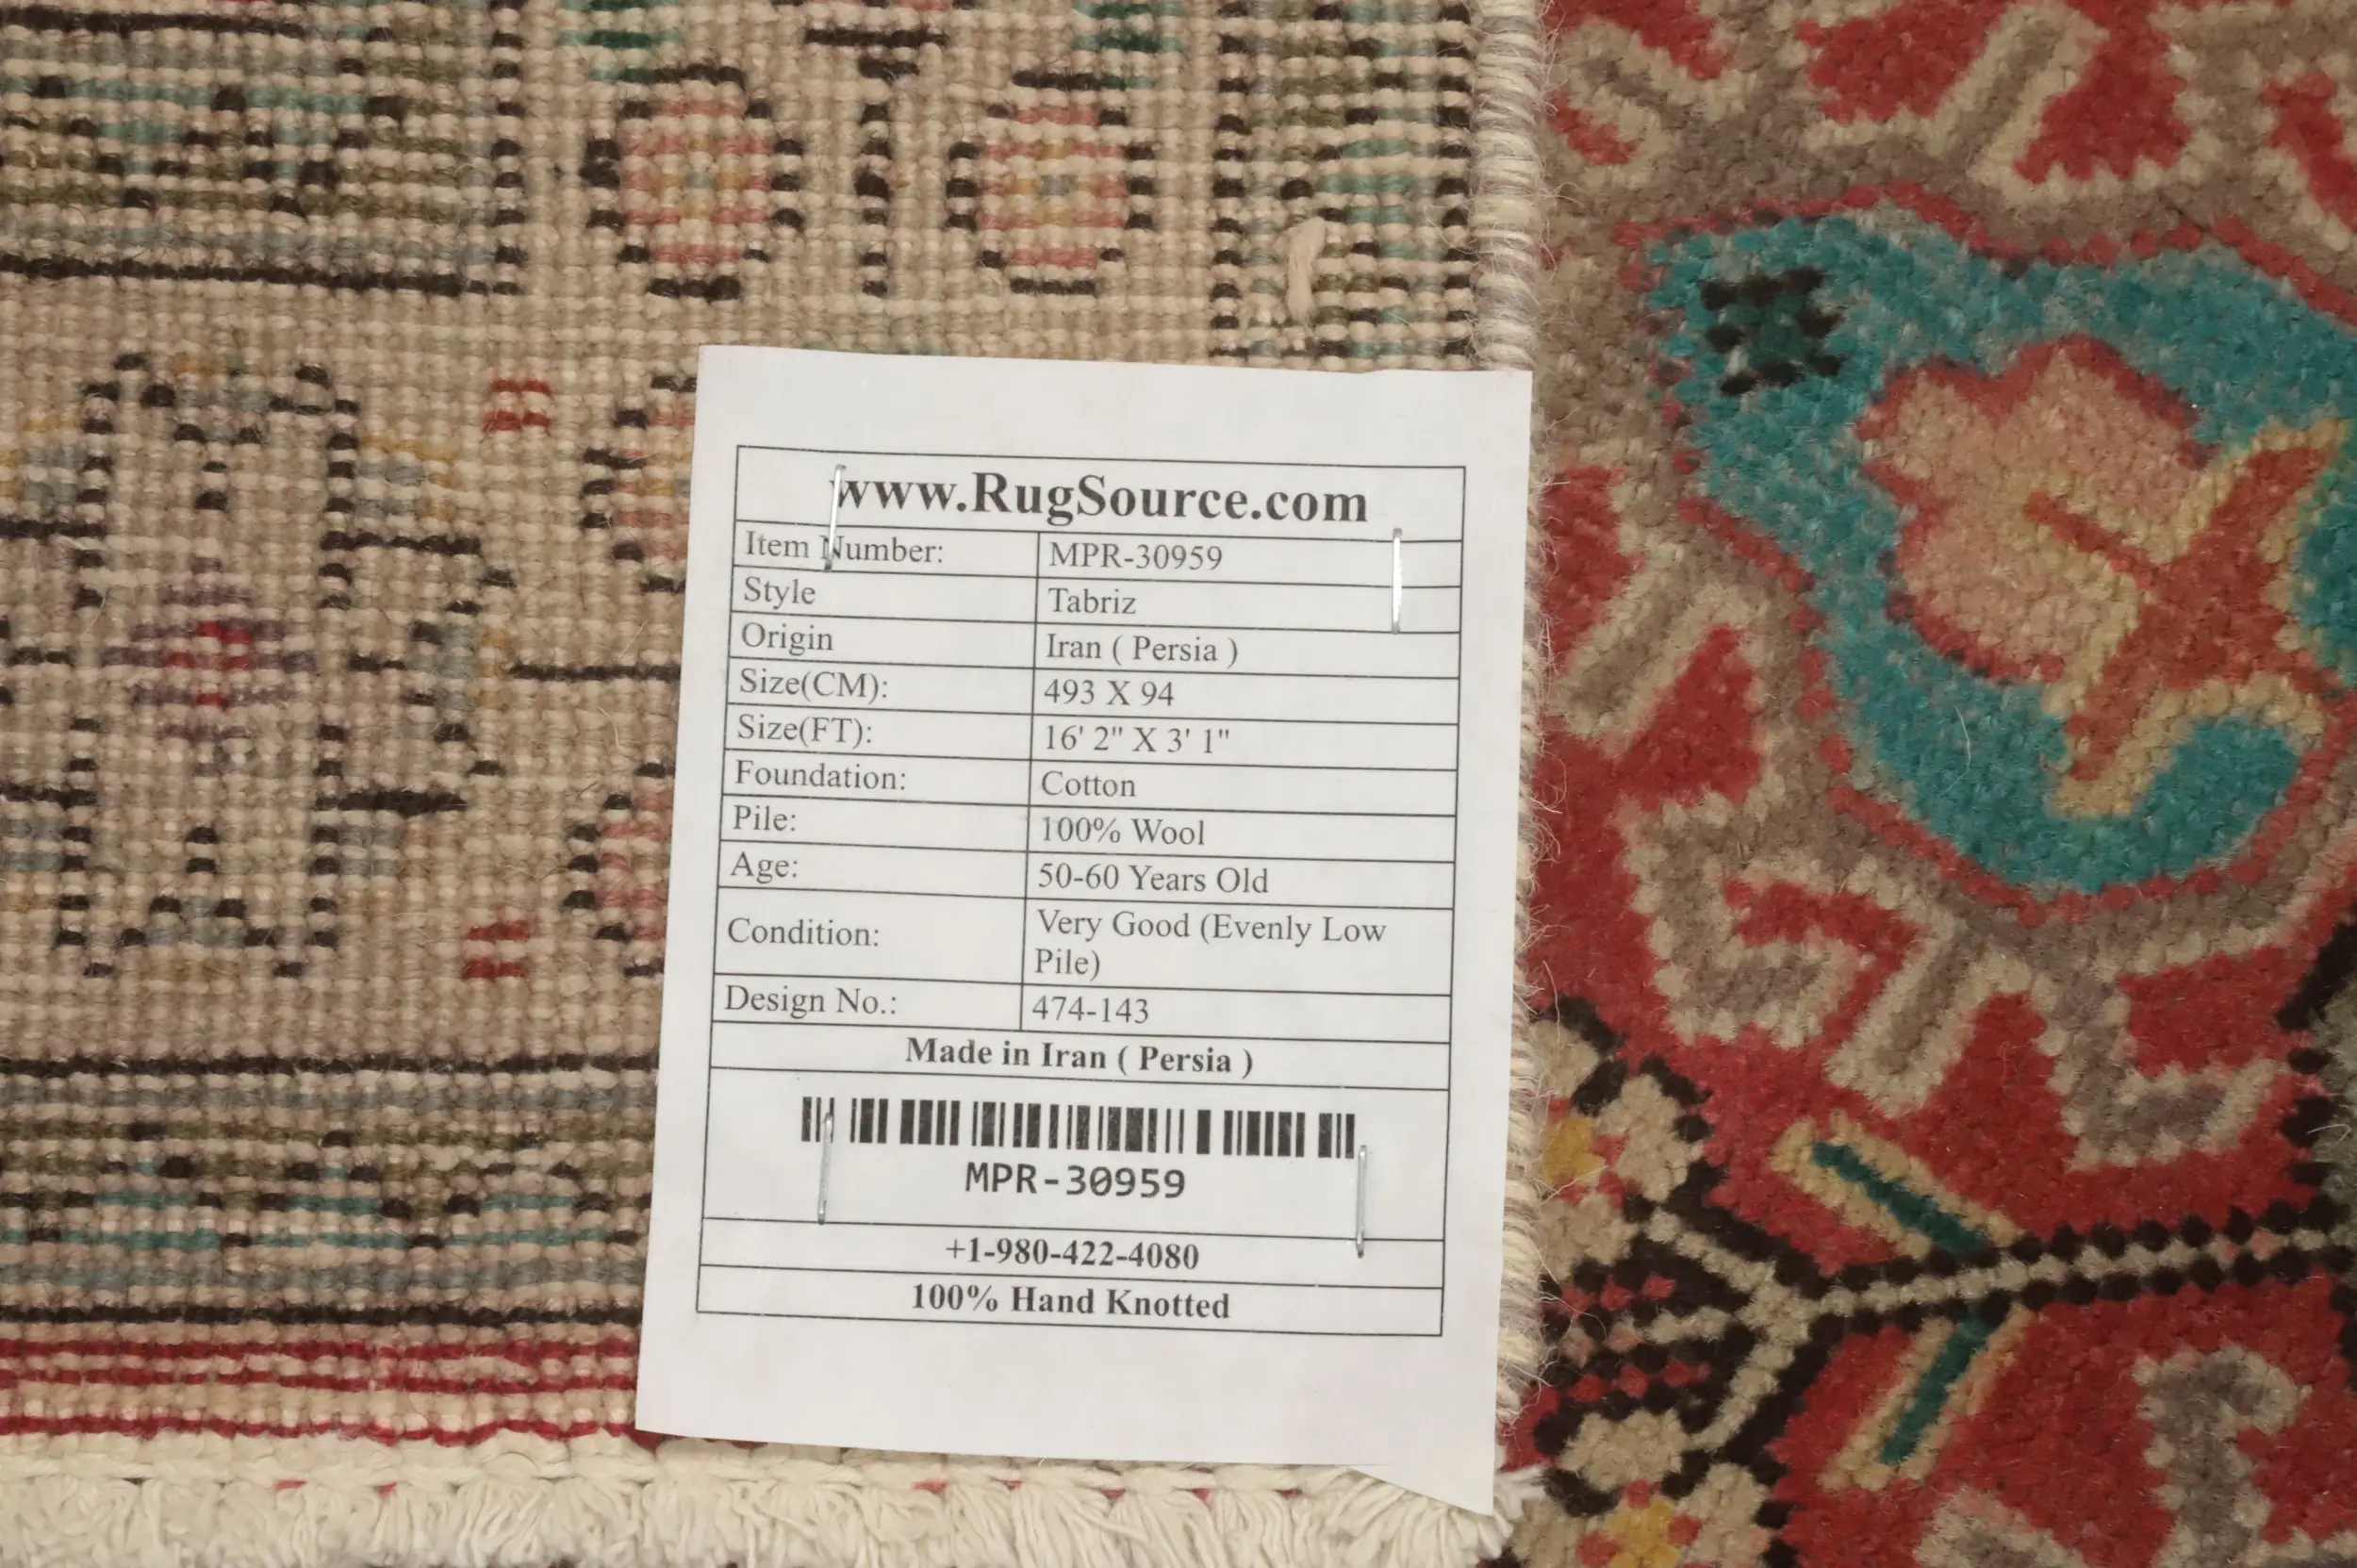 www.RugSource.com
Item Number: MPR-30959
Style Tabriz
Origin Iran ( Persia )
Size(CM): 493 X 94
Size(FT): 16' 2" X 3' 1"
Foundation: Cotton
Pile: 100% Wool
Age: 50-60 Years Old
Condition: Very Good (Evenly Low
Pile)
Design No.: 474-143
Made in Iran ( Persia )
MPR-30959
+1-980-422-4080
100% Hand Knotted